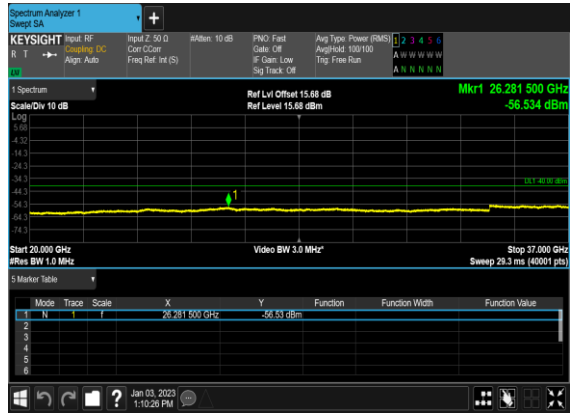 Spectrum Analyzer 1
Swept SA
+
KEYSIGHT Input: RF Input Z: 50 Ω #Atten: 10 dB PNO: Fast Avg Type: Power (RMS) 1 2 3 4 5 6
R T Coupling: DC Corr CCorr Gate: Off Avg|Hold: 100/100 A W W W W W
Align: Auto Freq Ref: Int (S) IF Gain: Low Trig: Free Run
Sig Track: Off A N N N N N
LXI
1 Spectrum Ref Lvl Offset 15.68 dB Mkr1 26.281 500 GHz
Scale/Div 10 dB Ref Level 15.68 dBm -56.534 dBm
Log
5.68
-4.32
-14.3
-24.3
-34.3
DL1 -40.00 dBm
-44.3
1
-54.3
-64.3
-74.3
Start 20.000 GHz Video BW 3.0 MHz* Stop 37.000 GHz
#Res BW 1.0 MHz Sweep 29.3 ms (40001 pts)
5 Marker Table
Mode Trace Scale X Y Function Function Width Function Value
1 N 1 f 26.281 500 GHz -56.53 dBm
2
3
4
5
6
? Jan 03, 2023
1:10:26 PM